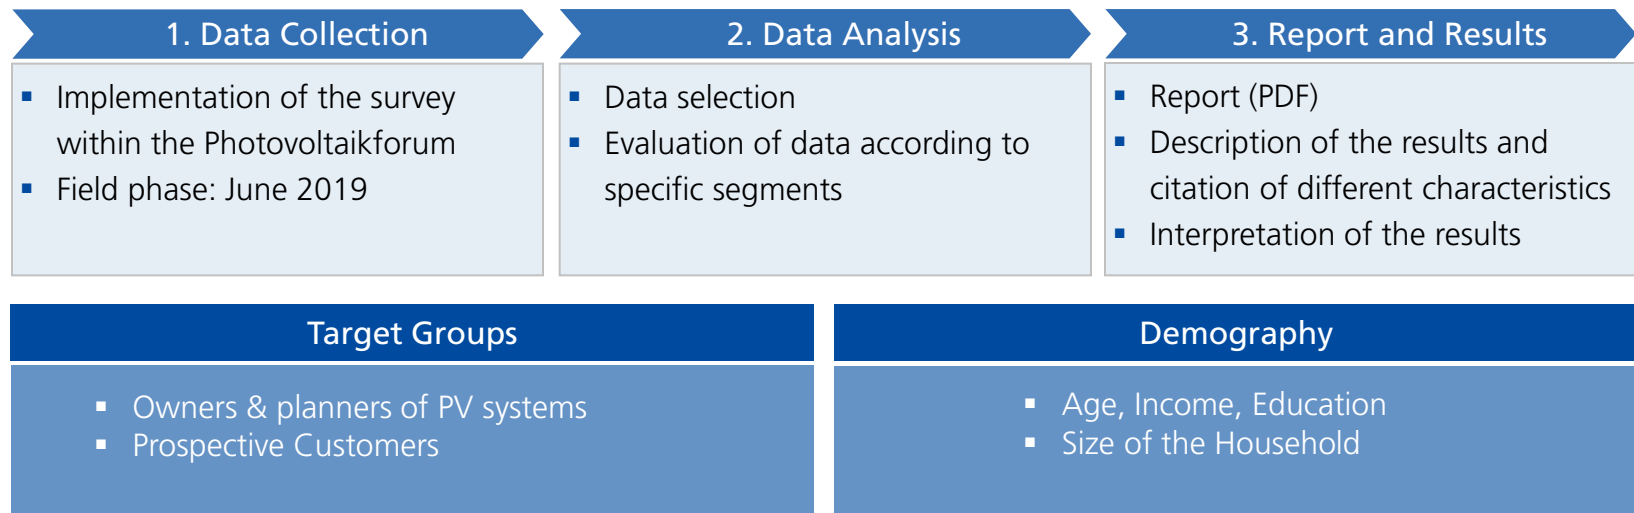 1. Data Collection
▪ Implementation of the survey
within the Photovoltaikforum
▪ Field phase: June 2019
2. Data Analysis
▪ Data selection
▪ Evaluation of data according to
specific segments
3. Report and Results
▪ Report (PDF)
▪ Description of the results and
citation of different characteristics
▪ Interpretation of the results
Target Groups
▪ Owners & planners of PV systems
▪ Prospective Customers
Demography
▪ Age, Income, Education
▪ Size of the Household